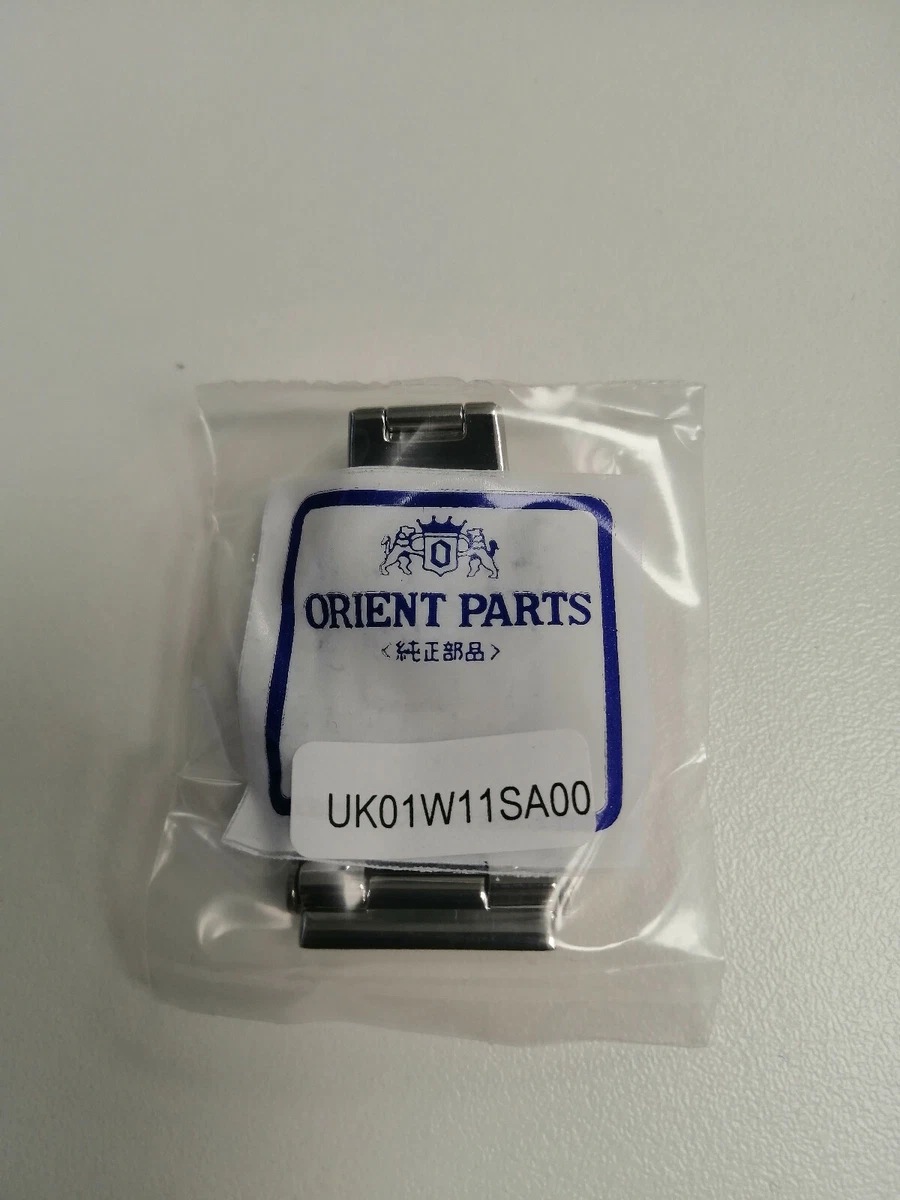 O
ORIENT PARTS
<純正部品>
UK01W11SA00